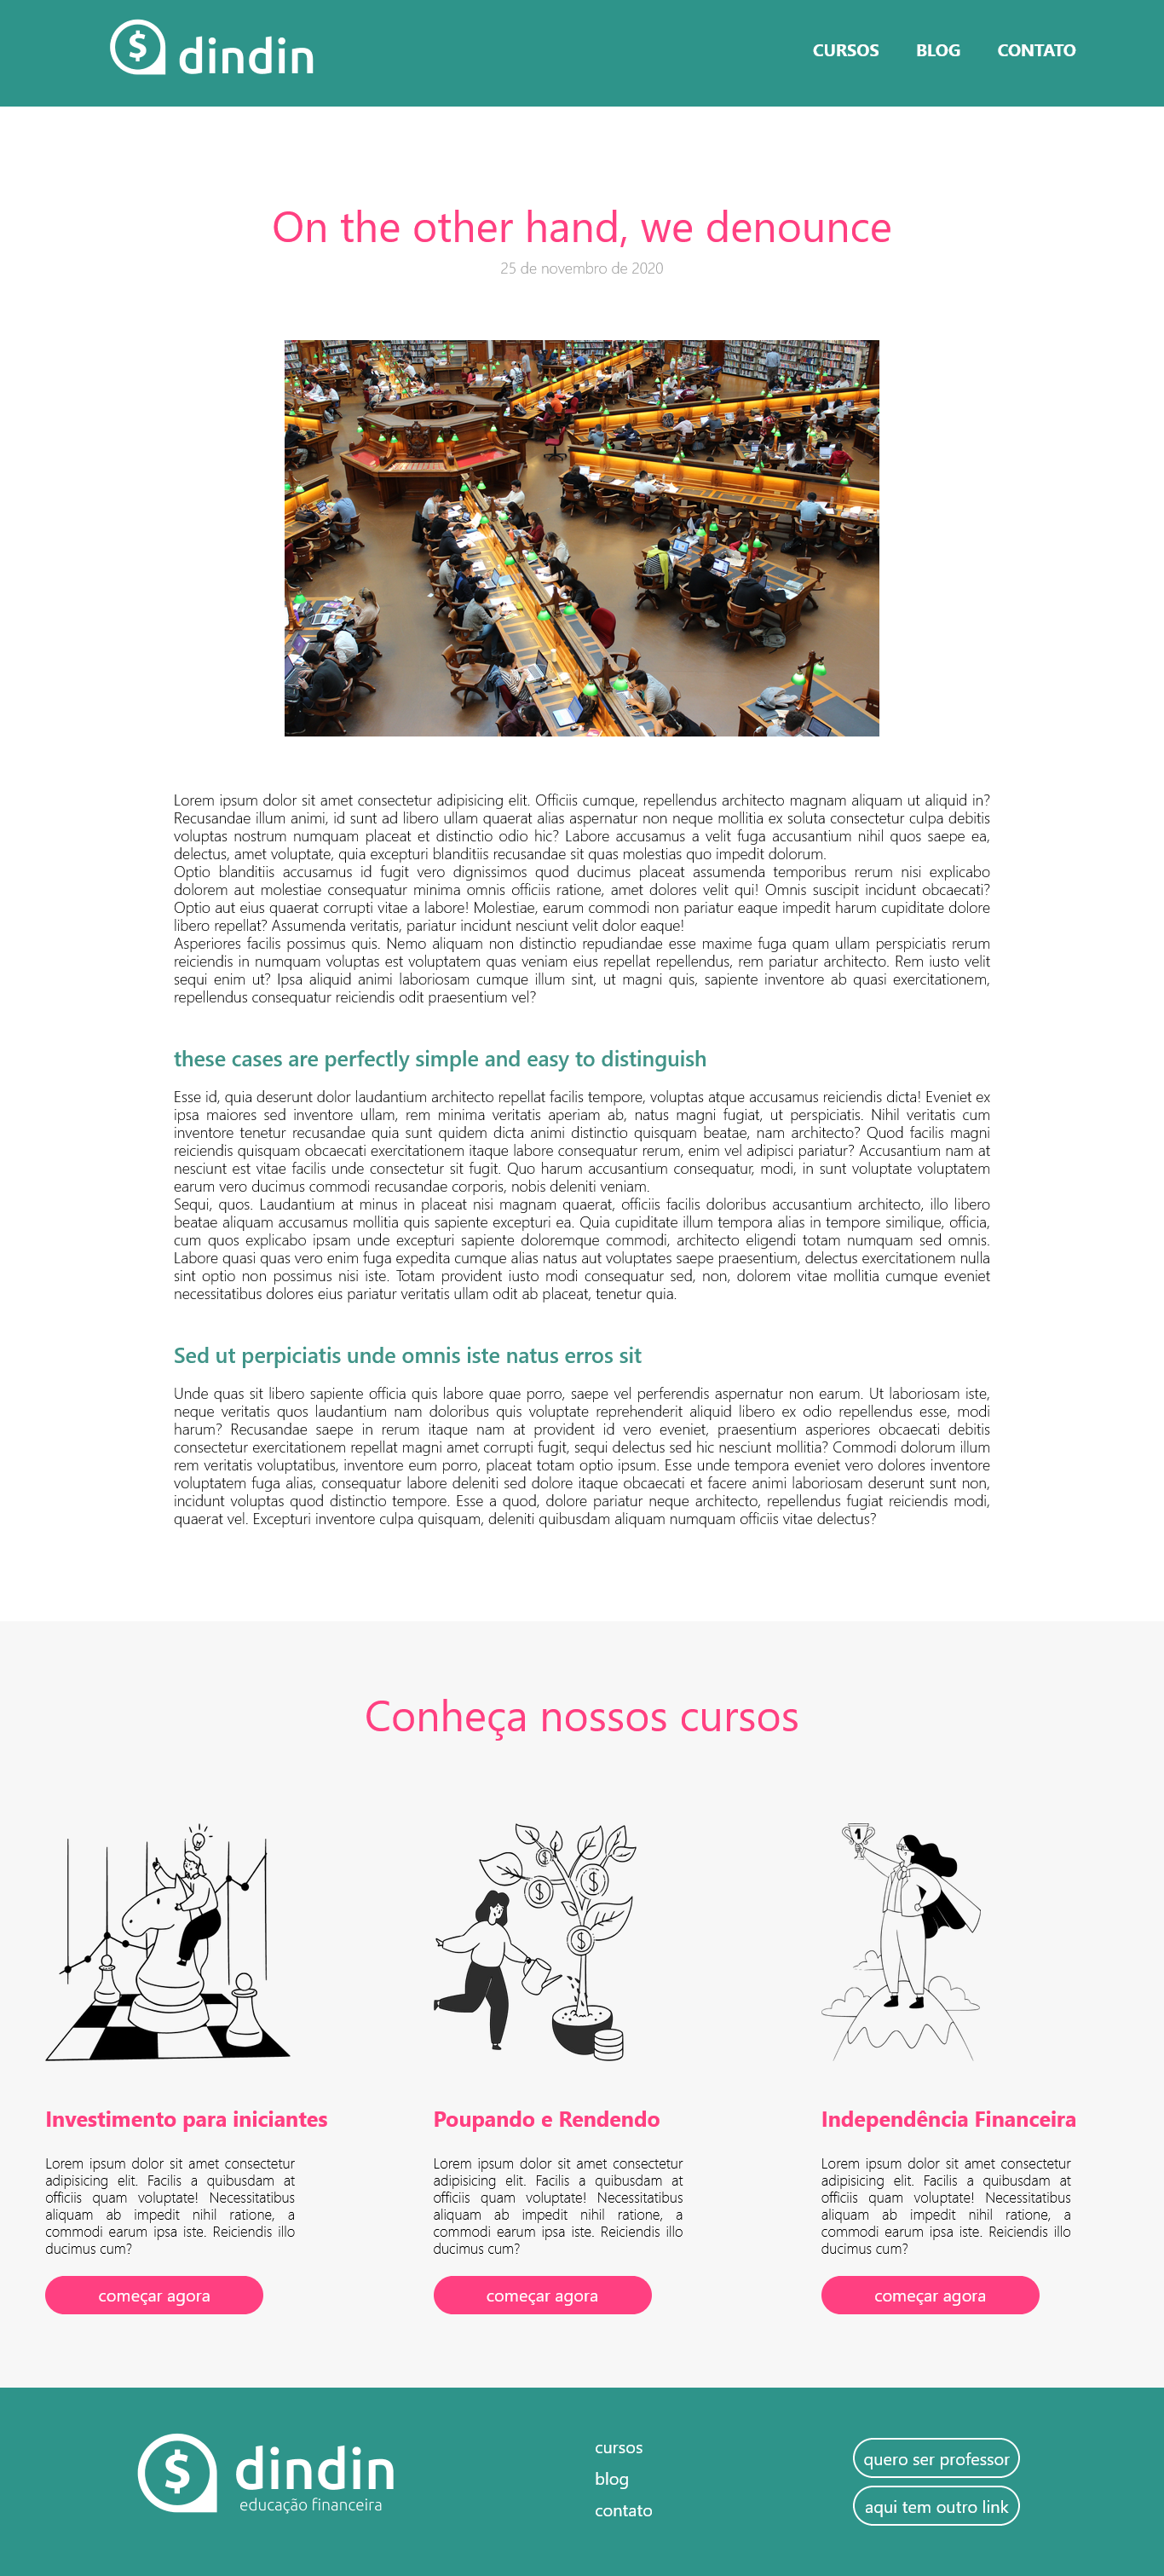 $ dindin
CURSOS BLOG CONTATO
On the other hand, we denounce
25 de novembro de 2020
Lorem ipsum dolor sit amet consectetur adipisicing elit. Officiis cumque, repellendus architecto magnam aliquam ut aliquid in?
Recusandae illum animi, id sunt ad libero ullam quaerat alias aspernatur non neque mollitia ex soluta consectetur culpa debitis
voluptas nostrum numquam placeat et distinctio odio hic? Labore accusamus a velit fuga accusantium nihil quos saepe ea,
delectus, amet voluptate, quia excepturi blanditiis recusandae sit quas molestias quo impedit dolorum.
Optio blanditiis accusamus id fugit vero dignissimos quod ducimus placeat assumenda temporibus rerum nisi explicabo
dolorem aut molestiae consequatur minima omnis officiis ratione, amet dolores velit qui! Omnis suscipit incidunt obcaecati?
Optio aut eius quaerat corrupti vitae a labore! Molestiae, earum commodi non pariatur eaque impedit harum cupiditate dolore
libero repellat? Assumenda veritatis, pariatur incidunt nesciunt velit dolor eaque!
Asperiores facilis possimus quis. Nemo aliquam non distinctio repudiandae esse maxime fuga quam ullam perspiciatis rerum
reiciendis in numquam voluptas est voluptatem quas veniam eius repellat repellendus, rem pariatur architecto. Rem iusto velit
sequi enim ut? Ipsa aliquid animi laboriosam cumque illum sint, ut magni quis, sapiente inventore ab quasi exercitationem,
repellendus consequatur reiciendis odit praesentium vel?
these cases are perfectly simple and easy to distinguish
Esse id, quia deserunt dolor laudantium architecto repellat facilis tempore, voluptas atque accusamus reiciendis dicta! Eveniet ex
ipsa maiores sed inventore ullam, rem minima veritatis aperiam ab, natus magni fugiat, ut perspiciatis. Nihil veritatis cum
inventore tenetur recusandae quia sunt quidem dicta animi distinctio quisquam beatae, nam architecto? Quod facilis magni
reiciendis quisquam obcaecati exercitationem itaque labore consequatur rerum, enim vel adipisci pariatur? Accusantium nam at
nesciunt est vitae facilis unde consectetur sit fugit. Quo harum accusantium consequatur, modi, in sunt voluptate voluptatem
earum vero ducimus commodi recusandae corporis, nobis deleniti veniam.
Sequi, quos. Laudantium at minus in placeat nisi magnam quaerat, officiis facilis doloribus accusantium architecto, illo libero
beatae aliquam accusamus mollitia quis sapiente excepturi ea. Quia cupiditate illum tempora alias in tempore similique, officia,
cum quos explicabo ipsam unde excepturi sapiente doloremque commodi, architecto eligendi totam numquam sed omnis.
Labore quasi quas vero enim fuga expedita cumque alias natus aut voluptates saepe praesentium, delectus exercitationem nulla
sint optio non possimus nisi iste. Totam provident iusto modi consequatur sed, non, dolorem vitae mollitia cumque eveniet
necessitatibus dolores eius pariatur veritatis ullam odit ab placeat, tenetur quia.
Sed ut perpiciatis unde omnis iste natus erros sit
Unde quas sit libero sapiente officia quis labore quae porro, saepe vel perferendis aspernatur non earum. Ut laboriosam iste,
neque veritatis quos laudantium nam doloribus quis voluptate reprehenderit aliquid libero ex odio repellendus esse, modi
harum? Recusandae saepe in rerum itaque nam at provident id vero eveniet, praesentium asperiores obcaecati debitis
consectetur exercitationem repellat magni amet corrupti fugit, sequi delectus sed hic nesciunt mollitia? Commodi dolorum illum
rem veritatis voluptatibus, inventore eum porro, placeat totam optio ipsum. Esse unde tempora eveniet vero dolores inventore
voluptatem fuga alias, consequatur labore deleniti sed dolore itaque obcaecati et facere animi laboriosam deserunt sunt non,
incidunt voluptas quod distinctio tempore. Esse a quod, dolore pariatur neque architecto, repellendus fugiat reiciendis modi,
quaerat vel. Excepturi inventore culpa quisquam, deleniti quibusdam aliquam numquam officiis vitae delectus?
Conheça nossos cursos
$ $ $ $
1
Investimento para iniciantes
Lorem ipsum dolor sit amet consectetur
adipisicing elit. Facilis a quibusdam at
officiis quam voluptate! Necessitatibus
aliquam ab impedit nihil ratione, a
commodi earum ipsa iste. Reiciendis illo
ducimus cum?
começar agora
Poupando e Rendendo
Lorem ipsum dolor sit amet consectetur
adipisicing elit. Facilis a quibusdam at
officiis quam voluptate! Necessitatibus
aliquam ab impedit nihil ratione, a
commodi earum ipsa iste. Reiciendis illo
ducimus cum?
começar agora
Independência Financeira
Lorem ipsum dolor sit amet consectetur
adipisicing elit. Facilis a quibusdam at
officiis quam voluptate! Necessitatibus
aliquam ab impedit nihil ratione, a
commodi earum ipsa iste. Reiciendis illo
ducimus cum?
começar agora
$ dindin
educação financeira
cursos
blog
contato
quero ser professor
aqui tem outro link